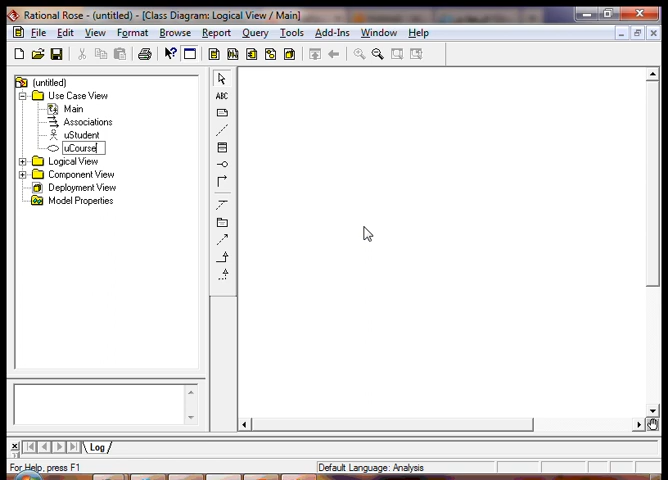 Rational Rose - (untitled) - [Class Diagram: Logical View / Main]
File Edit View Format Browse Report Query Tools Add-Ins Window Help
(untitled)
Use Case View
Main
Associations
uStudent
uCourse
Logical View
Component View
Deployment View
Model Properties
ABC
Log
For Help, press F1
Default Language: Analysis